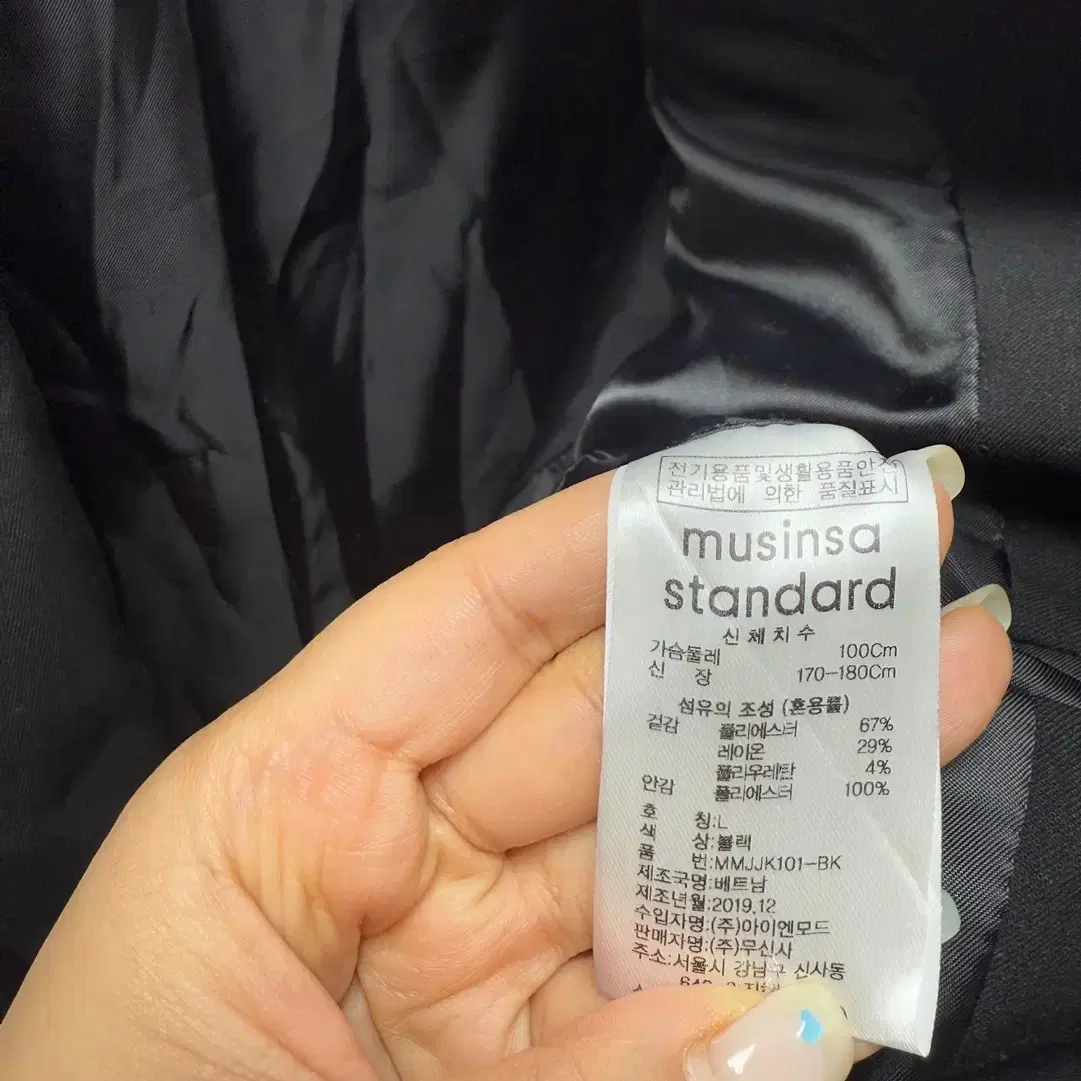 전기용품및생활용품안전
관리법에 의한 품질표시
musinsa
standard
신체치수
가슴둘레 100Cm
신 장 170-180Cm
섬유의 조성 (혼용률)
겉감 폴리에스터 67%
레이온 29%
폴리우레탄 4%
안감 폴리에스터 100%
호 칭:L
색 상:블랙
품 번:MMJJK101-BK
제조국명:베트남
제조년월:2019.12
수입자명:(주)아이엔모드
판매자명:(주)무신사
주소:서울시 강남구 신사동